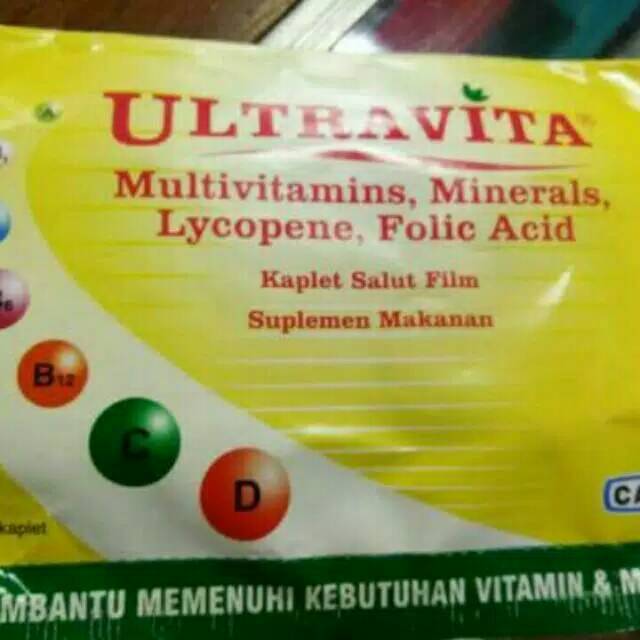 ULTRAVITA
Multivitamins, Minerals,
Lycopene, Folic Acid
Kaplet Salut Film
Suplemen Makanan
B12
C
D
kaplet
MBANTU MEMENUHI KEBUTUHAN VITAMIN & M